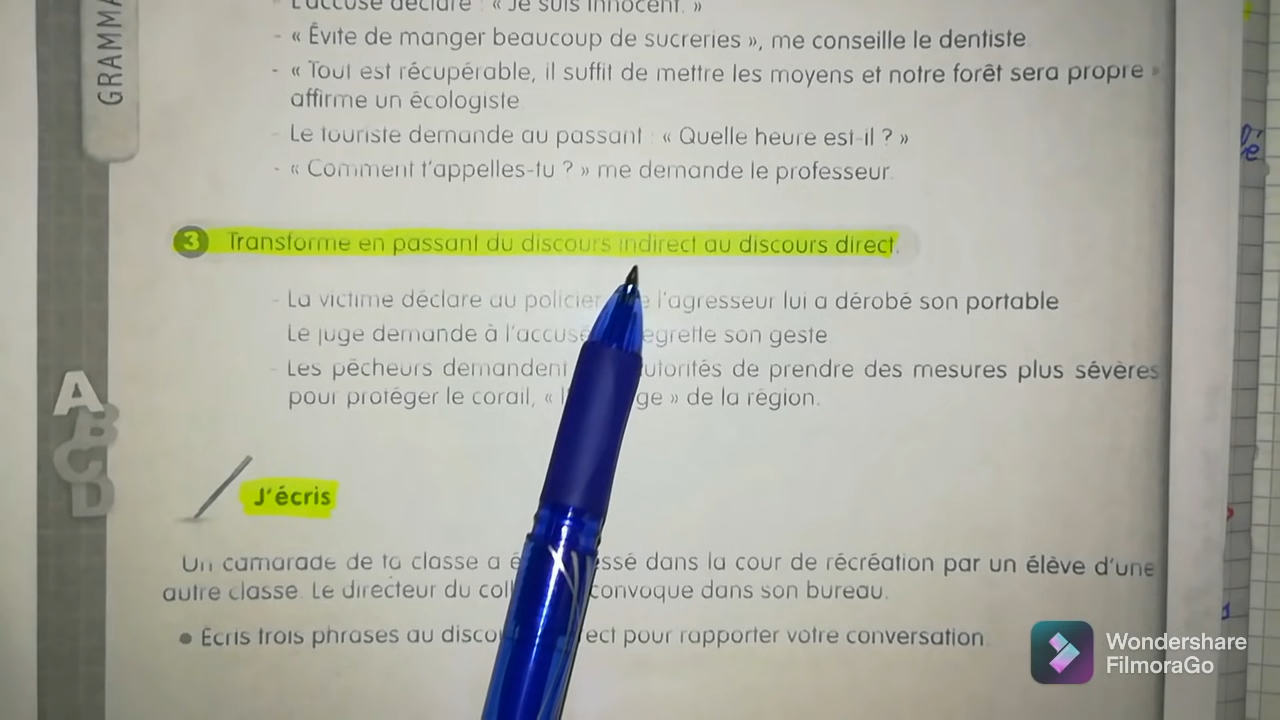 GRAMMA
L'accusé déclare : « Je suis innocent. »
- « Évite de manger beaucoup de sucreries », me conseille le dentiste
- « Tout est récupérable, il suffit de mettre les moyens et notre forêt sera propre »
affirme un écologiste
Le touriste demande au passant : « Quelle heure est-il ? »
- « Comment t'appelles-tu ? » me demande le professeur.
3 Transforme en passant du discours indirect au discours direct.
- La victime déclare au policier l'agresseur lui a dérobé son portable
Le juge demande à l'accusé regrette son geste
- Les pêcheurs demandent autorités de prendre des mesures plus sévères
pour protéger le corail, « » de la région.
A
B
C
D
J'écris
Un camarade de ta classe a dans la cour de récréation par un élève d'une
autre classe. Le directeur du convoque dans son bureau.
• Écris trois phrases au pour rapporter votre conversation.
Wondershare
FilmoraGo